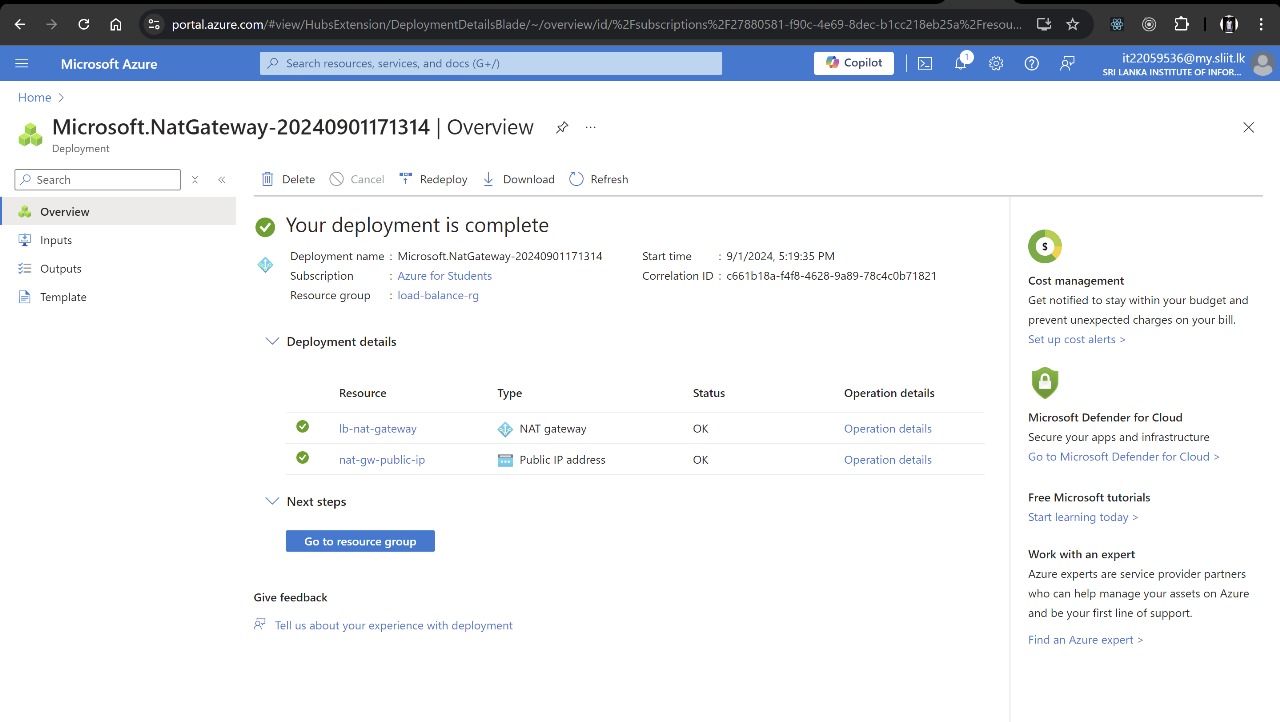 portal.azure.com/#view/HubsExtension/DeploymentDetailsBlade/~/overview/id/%2Fsubscriptions%2F27880581-f90c-4e69-8dec-b1cc218eb25a%2Fresou...
Microsoft Azure
Search resources, services, and docs (G+/)
Copilot
1
it22059536@my.sliit.lk
SRI LANKA INSTITUTE OF INFOR...
Home >
Microsoft.NatGateway-20240901171314 | Overview
Deployment
Search
Delete
Cancel
Redeploy
Download
Refresh
Overview
Inputs
Outputs
Template
Your deployment is complete
Deployment name : Microsoft.NatGateway-20240901171314
Subscription : Azure for Students
Resource group : load-balance-rg
Start time : 9/1/2024, 5:19:35 PM
Correlation ID : c661b18a-f4f8-4628-9a89-78c4c0b71821
Deployment details
Resource Type Status Operation details
lb-nat-gateway NAT gateway OK Operation details
nat-gw-public-ip Public IP address OK Operation details
Next steps
Go to resource group
Give feedback
Tell us about your experience with deployment
$
Cost management
Get notified to stay within your budget and
prevent unexpected charges on your bill.
Set up cost alerts >
Microsoft Defender for Cloud
Secure your apps and infrastructure
Go to Microsoft Defender for Cloud >
Free Microsoft tutorials
Start learning today >
Work with an expert
Azure experts are service provider partners
who can help manage your assets on Azure
and be your first line of support.
Find an Azure expert >